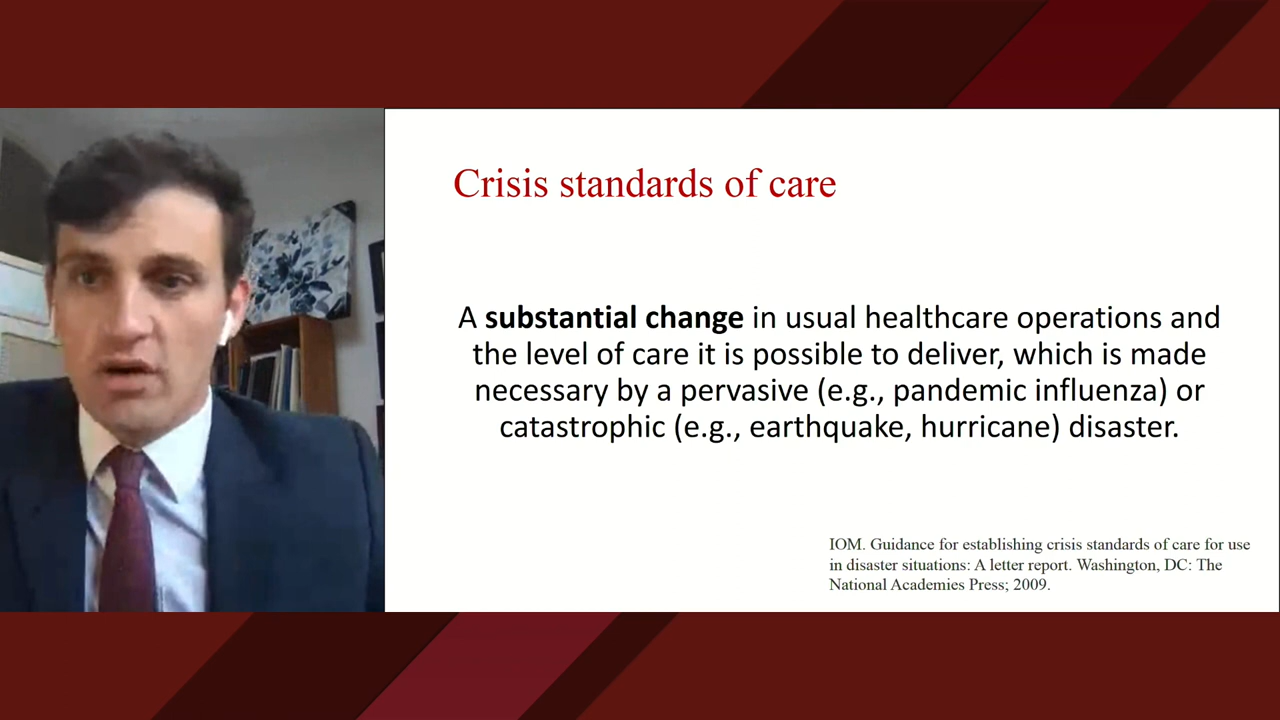 Crisis standards of care
A substantial change in usual healthcare operations and
the level of care it is possible to deliver, which is made
necessary by a pervasive (e.g., pandemic influenza) or
catastrophic (e.g., earthquake, hurricane) disaster.
IOM. Guidance for establishing crisis standards of care for use
in disaster situations: A letter report. Washington, DC: The
National Academies Press; 2009.